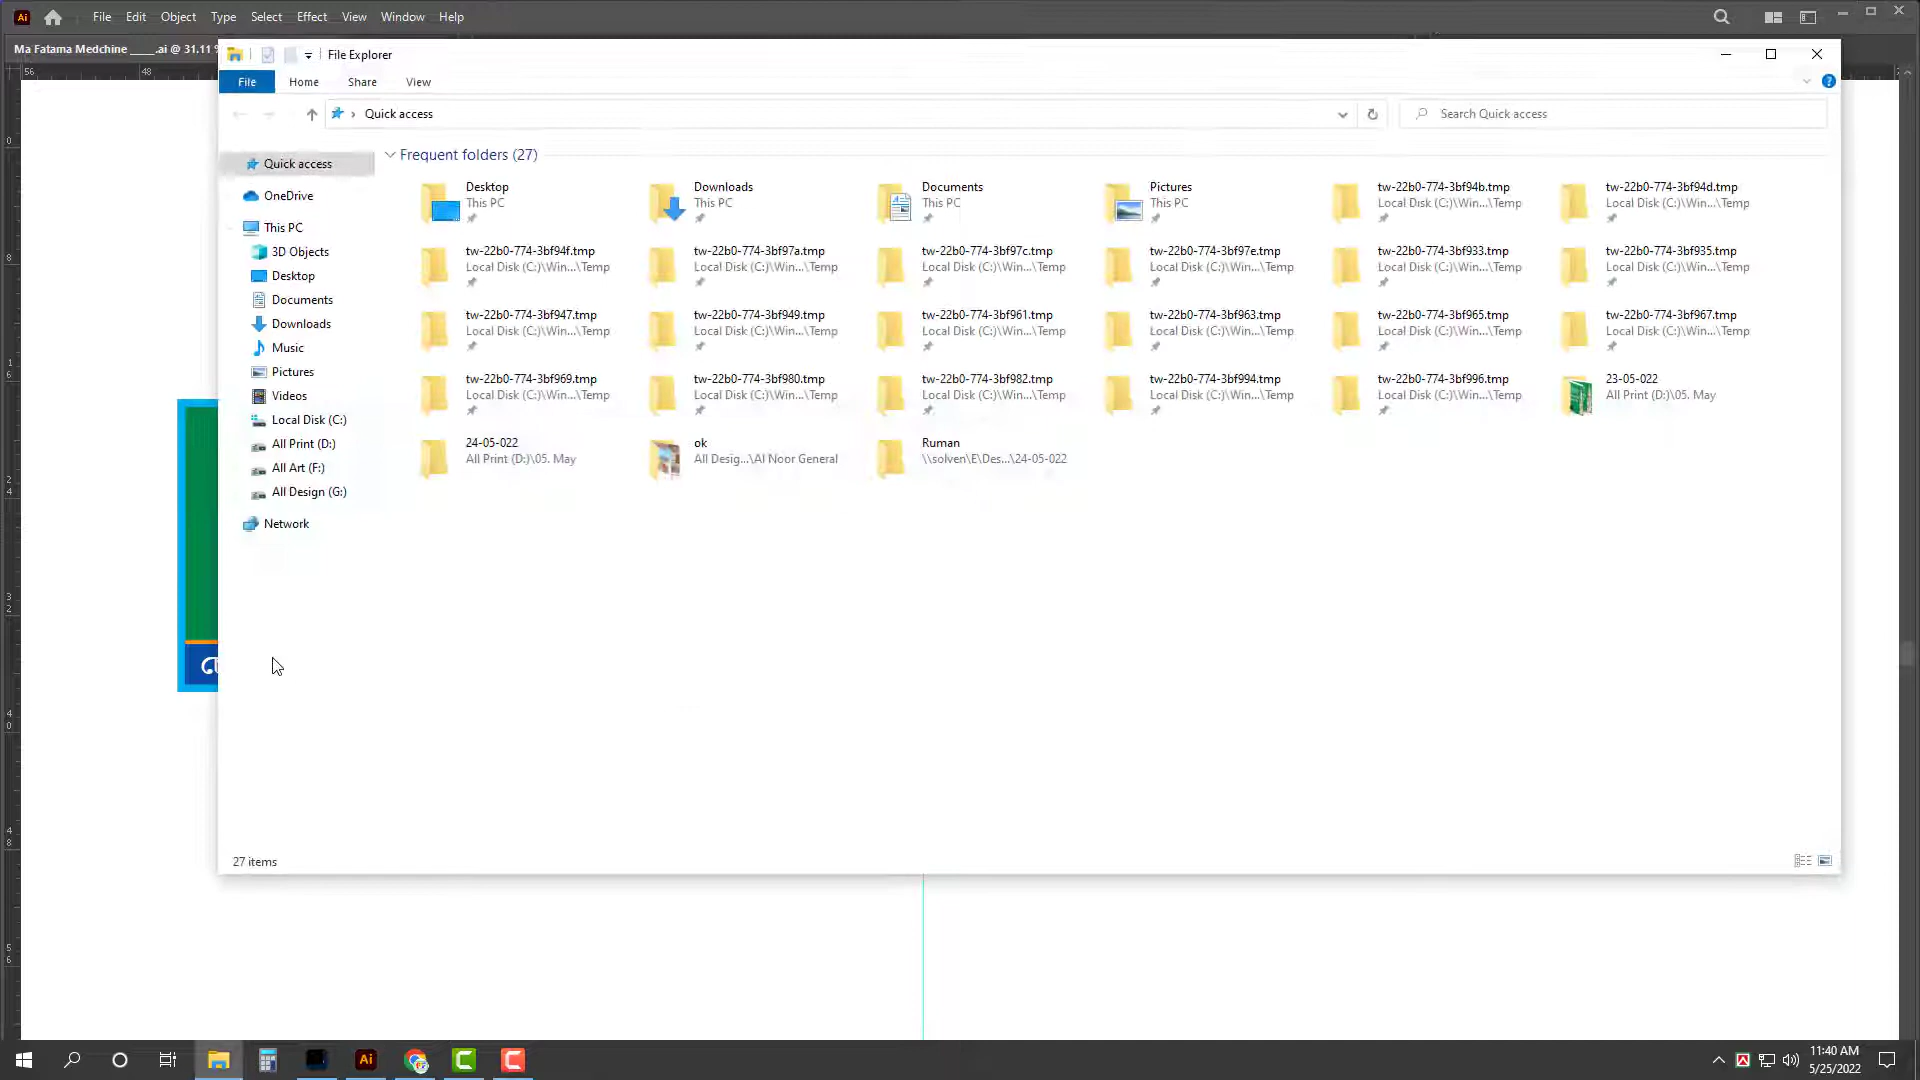 File Edit Object Type Select Effect View Window Help
Ma Fatama Medchine ____.ai @ 31.11 %
File Explorer
File Home Share View
Quick access
Search Quick access
56 48
0
8
1
6
2
4
3
2
4
0
4
8
5
6
Quick access
OneDrive
This PC
3D Objects
Desktop
Documents
Downloads
Music
Pictures
Videos
Local Disk (C:)
All Print (D:)
All Art (F:)
All Design (G:)
Network
Frequent folders (27)
Desktop
This PC
Downloads
This PC
Documents
This PC
Pictures
This PC
tw-22b0-774-3bf94b.tmp
Local Disk (C:)\Win...\Temp
tw-22b0-774-3bf94d.tmp
Local Disk (C:)\Win...\Temp
tw-22b0-774-3bf94f.tmp
Local Disk (C:)\Win...\Temp
tw-22b0-774-3bf97a.tmp
Local Disk (C:)\Win...\Temp
tw-22b0-774-3bf97c.tmp
Local Disk (C:)\Win...\Temp
tw-22b0-774-3bf97e.tmp
Local Disk (C:)\Win...\Temp
tw-22b0-774-3bf933.tmp
Local Disk (C:)\Win...\Temp
tw-22b0-774-3bf935.tmp
Local Disk (C:)\Win...\Temp
tw-22b0-774-3bf947.tmp
Local Disk (C:)\Win...\Temp
tw-22b0-774-3bf949.tmp
Local Disk (C:)\Win...\Temp
tw-22b0-774-3bf961.tmp
Local Disk (C:)\Win...\Temp
tw-22b0-774-3bf963.tmp
Local Disk (C:)\Win...\Temp
tw-22b0-774-3bf965.tmp
Local Disk (C:)\Win...\Temp
tw-22b0-774-3bf967.tmp
Local Disk (C:)\Win...\Temp
tw-22b0-774-3bf969.tmp
Local Disk (C:)\Win...\Temp
tw-22b0-774-3bf980.tmp
Local Disk (C:)\Win...\Temp
tw-22b0-774-3bf982.tmp
Local Disk (C:)\Win...\Temp
tw-22b0-774-3bf994.tmp
Local Disk (C:)\Win...\Temp
tw-22b0-774-3bf996.tmp
Local Disk (C:)\Win...\Temp
23-05-022
All Print (D:)\05. May
24-05-022
All Print (D:)\05. May
ok
All Desig...\Al Noor General
Ruman
\\solven\E\Des...\24-05-022
27 items
11:40 AM
5/25/2022